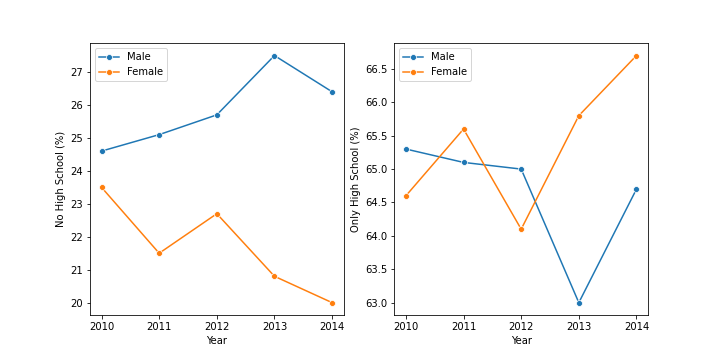 No High School (%)
27
26
25
24
23
22
21
20
Male
Female
2010 2011 2012 2013 2014
Year
Only High School (%)
66.5
66.0
65.5
65.0
64.5
64.0
63.5
63.0
Male
Female
2010 2011 2012 2013 2014
Year